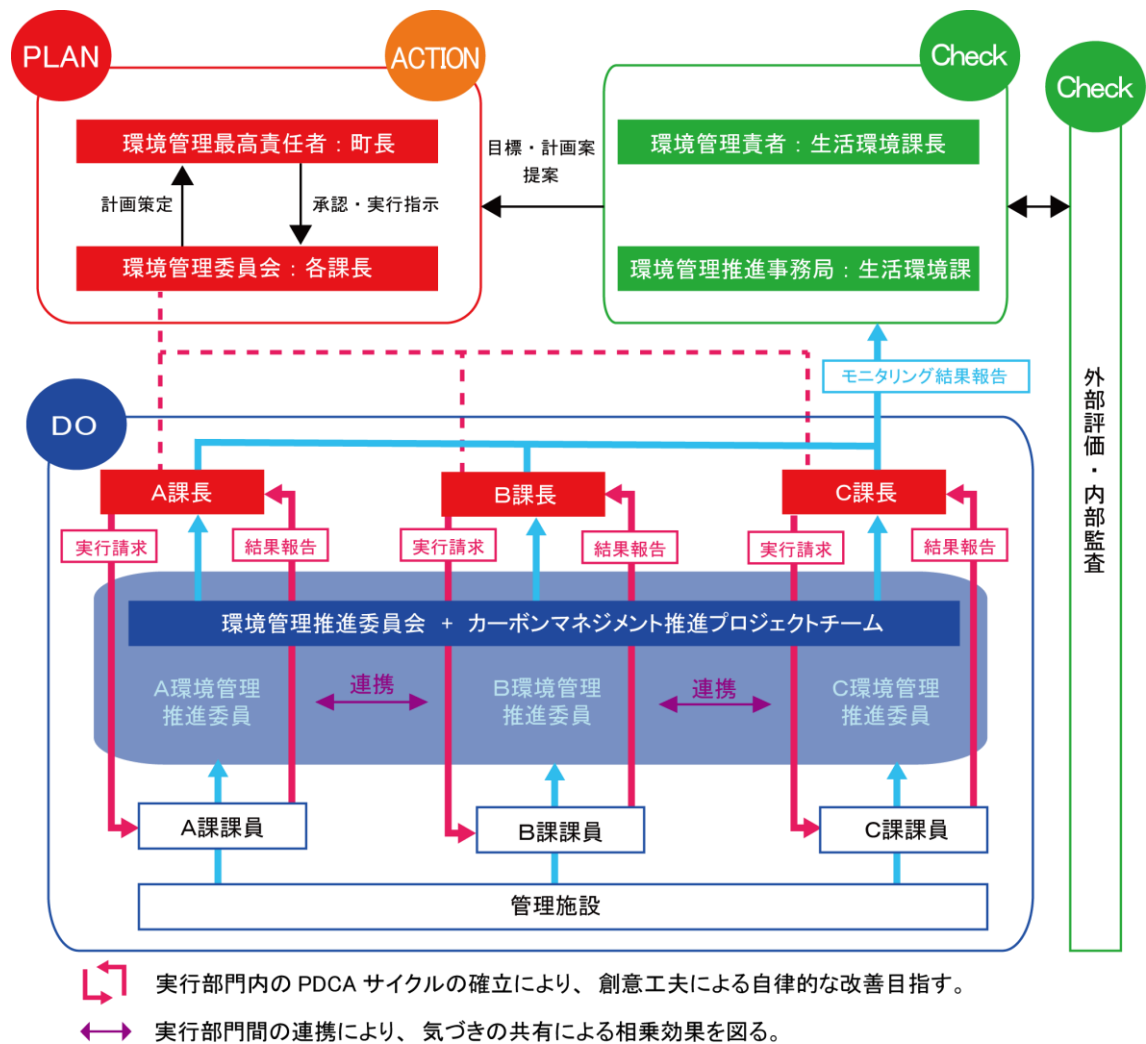 PLAN
ACTION
Check
Check
環境管理最高責任者：町長
計画策定
承認・実行指示
環境管理委員会：各課長
目標・計画案
提案
環境管理責者：生活環境課長
環境管理推進事務局：生活環境課
モニタリング結果報告
外部評価・内部監査
DO
A課長
B課長
C課長
実行請求
結果報告
実行請求
結果報告
実行請求
結果報告
環境管理推進委員会 + カーボンマネジメント推進プロジェクトチーム
A環境管理
推進委員
連携
B環境管理
推進委員
連携
C環境管理
推進委員
A課課員
B課課員
C課課員
管理施設
実行部門内の PDCA サイクルの確立により、創意工夫による自律的な改善目指す。
実行部門間の連携により、気づきの共有による相乗効果を図る。